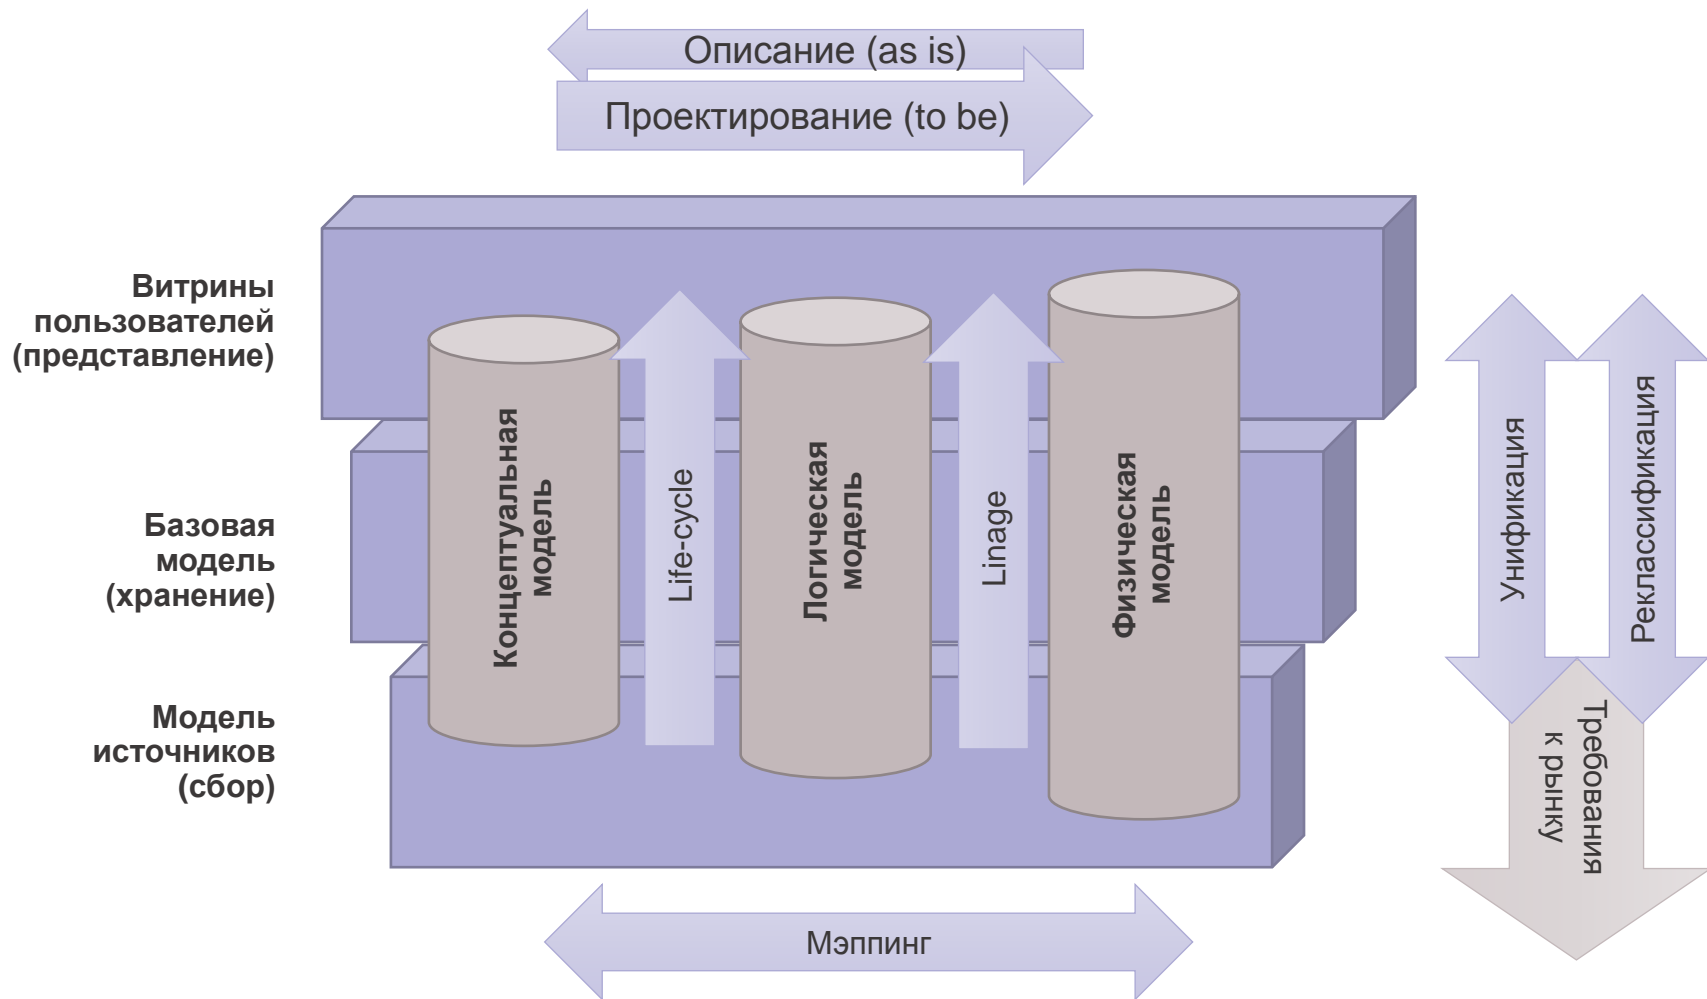 Описание (as is)
Проектирование (to be)
Витрины
пользователей
(представление)
Базовая
модель
(хранение)
Модель
источников
(сбор)
Концептуальная
модель
Life-cycle
Логическая
модель
Linage
Физическая
модель
Унификация
Реклассификация
Требования
к рынку
Мэппинг